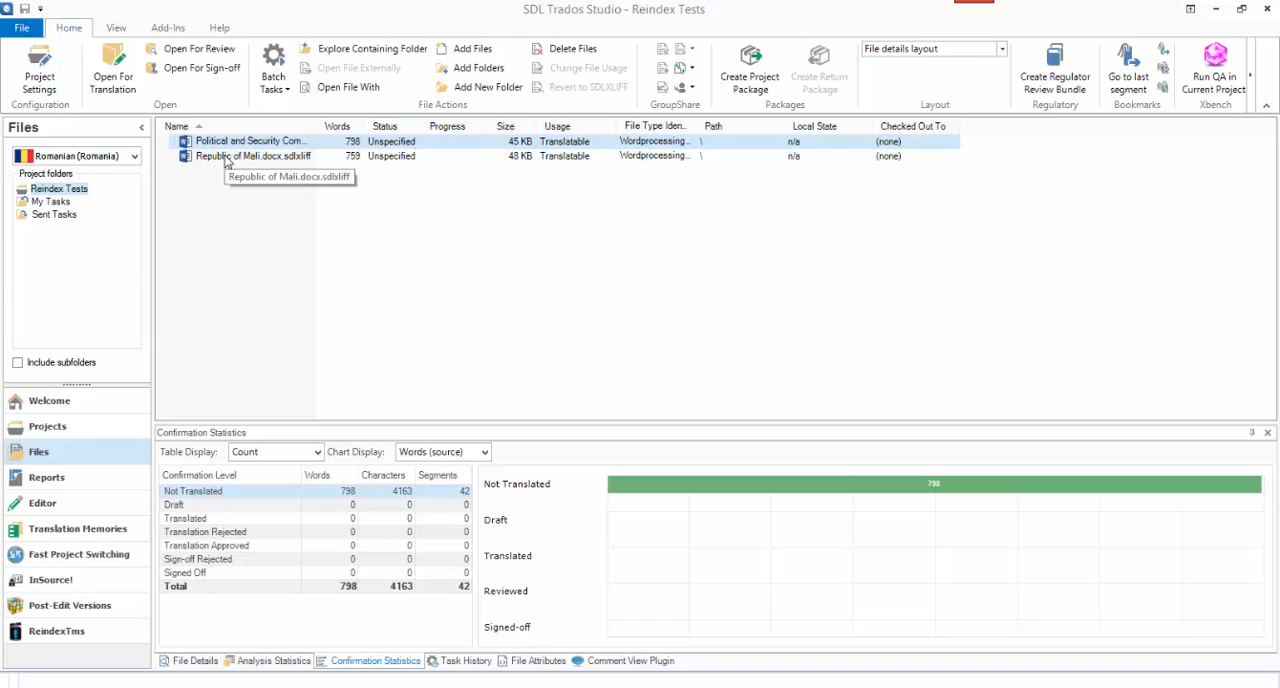 SDL Trados Studio - Reindex Tests
File Home View Add-Ins Help
Project Settings
Configuration
Open For Translation
Open For Review
Open For Sign-off
Open
Batch Tasks
Explore Containing Folder
Open File Externally
Open File With
Add Files
Add Folders
Add New Folder
Delete Files
Change File Usage
Revert to SDLXLIFF
File Actions
GroupShare
Create Project Package
Create Return Package
Packages
File details layout
Layout
Create Regulator Review Bundle
Regulatory
Go to last segment
Bookmarks
Run QA in Current Project
Xbench
Files
Romanian (Romania)
Project folders
Reindex Tests
My Tasks
Sent Tasks
Include subfolders
Welcome
Projects
Files
Reports
Editor
Translation Memories
Fast Project Switching
InSource!
Post-Edit Versions
ReindexTms
Name Words Status Progress Size Usage File Type Iden... Path Local State Checked Out To
Political and Security Com... 798 Unspecified 45 KB Translatable Wordprocessing... \ n/a (none)
Republic of Mali.docx.sdlxliff 759 Unspecified 48 KB Translatable Wordprocessing... \ n/a (none)
Republic of Mali.docx.sdlxliff
Confirmation Statistics
Table Display: Count Chart Display: Words (source)
Confirmation Level Words Characters Segments
Not Translated 798 4163 42
Draft 0 0 0
Translated 0 0 0
Translation Rejected 0 0 0
Translation Approved 0 0 0
Sign-off Rejected 0 0 0
Signed Off 0 0 0
Total 798 4163 42
Not Translated 798
Draft
Translated
Reviewed
Signed-off
File Details Analysis Statistics Confirmation Statistics Task History File Attributes Comment View Plugin